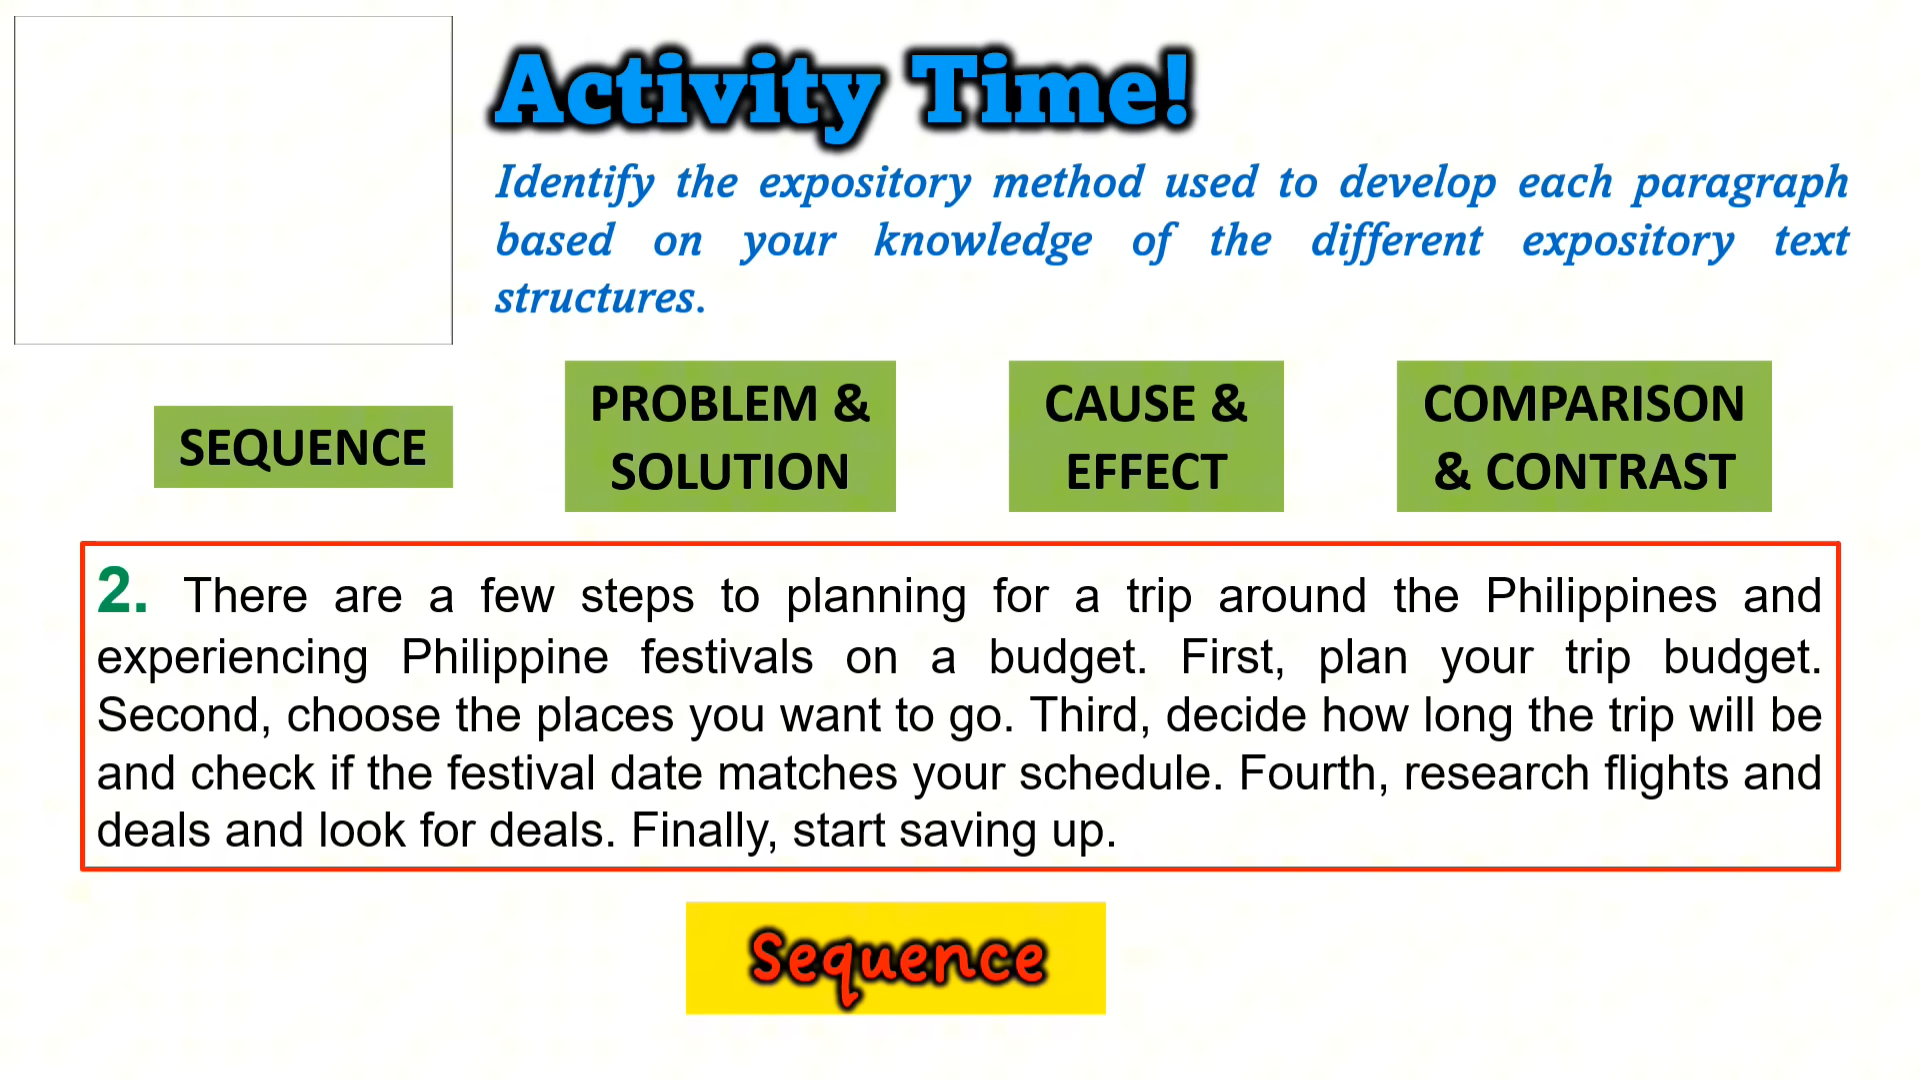 Activity Time!
Identify the expository method used to develop each paragraph
based on your knowledge of the different expository text
structures.
SEQUENCE
PROBLEM &
SOLUTION
CAUSE &
EFFECT
COMPARISON
& CONTRAST
2. There are a few steps to planning for a trip around the Philippines and
experiencing Philippine festivals on a budget. First, plan your trip budget.
Second, choose the places you want to go. Third, decide how long the trip will be
and check if the festival date matches your schedule. Fourth, research flights and
deals and look for deals. Finally, start saving up.
Sequence